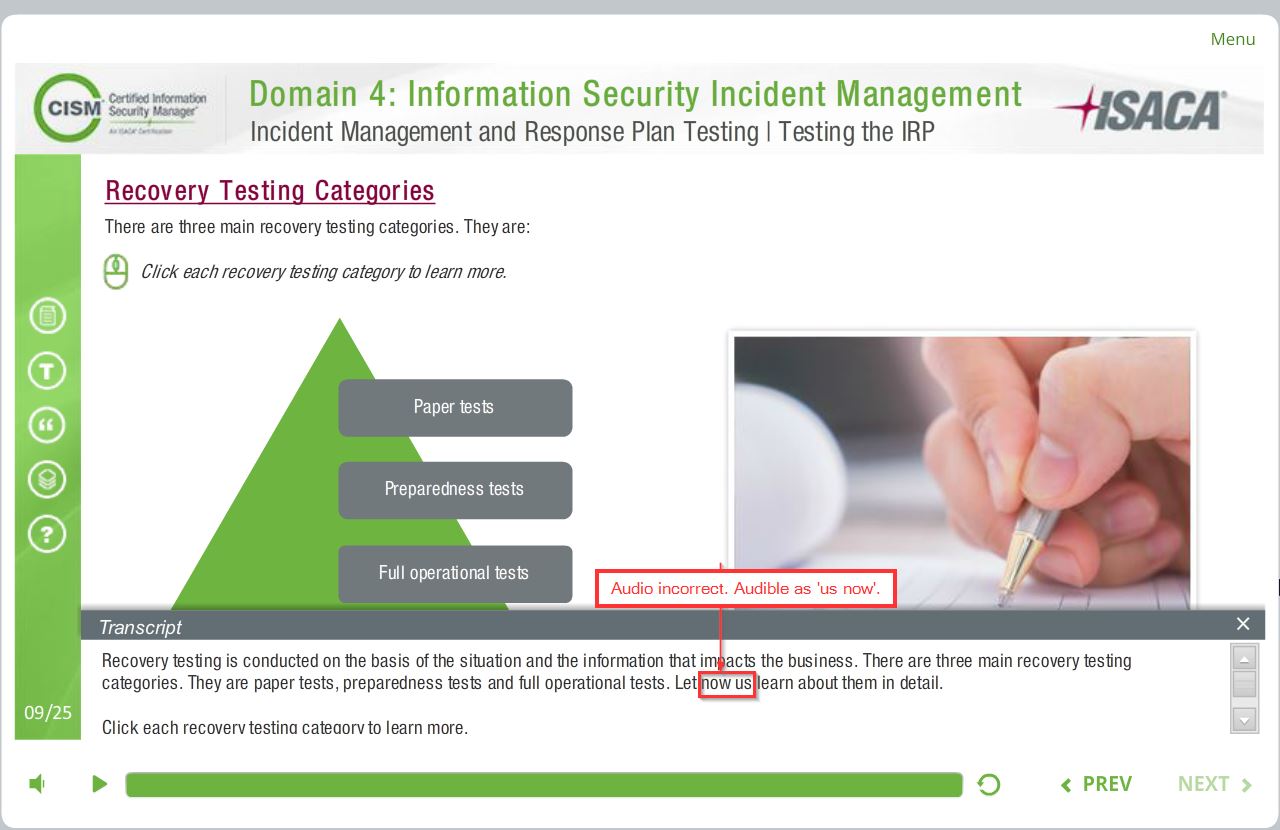 Menu
CISM Certified Information
Security Manager®
An ISACA® Certification
Domain 4: Information Security Incident Management
Incident Management and Response Plan Testing | Testing the IRP
ISACA®
Recovery Testing Categories
There are three main recovery testing categories. They are:
Click each recovery testing category to learn more.
T
“
?
Paper tests
Preparedness tests
Full operational tests
Audio incorrect. Audible as 'us now'.
Transcript
Recovery testing is conducted on the basis of the situation and the information that impacts the business. There are three main recovery testing
categories. They are paper tests, preparedness tests and full operational tests. Let now us learn about them in detail.
Click each recovery testing category to learn more.
09/25
PREV
NEXT